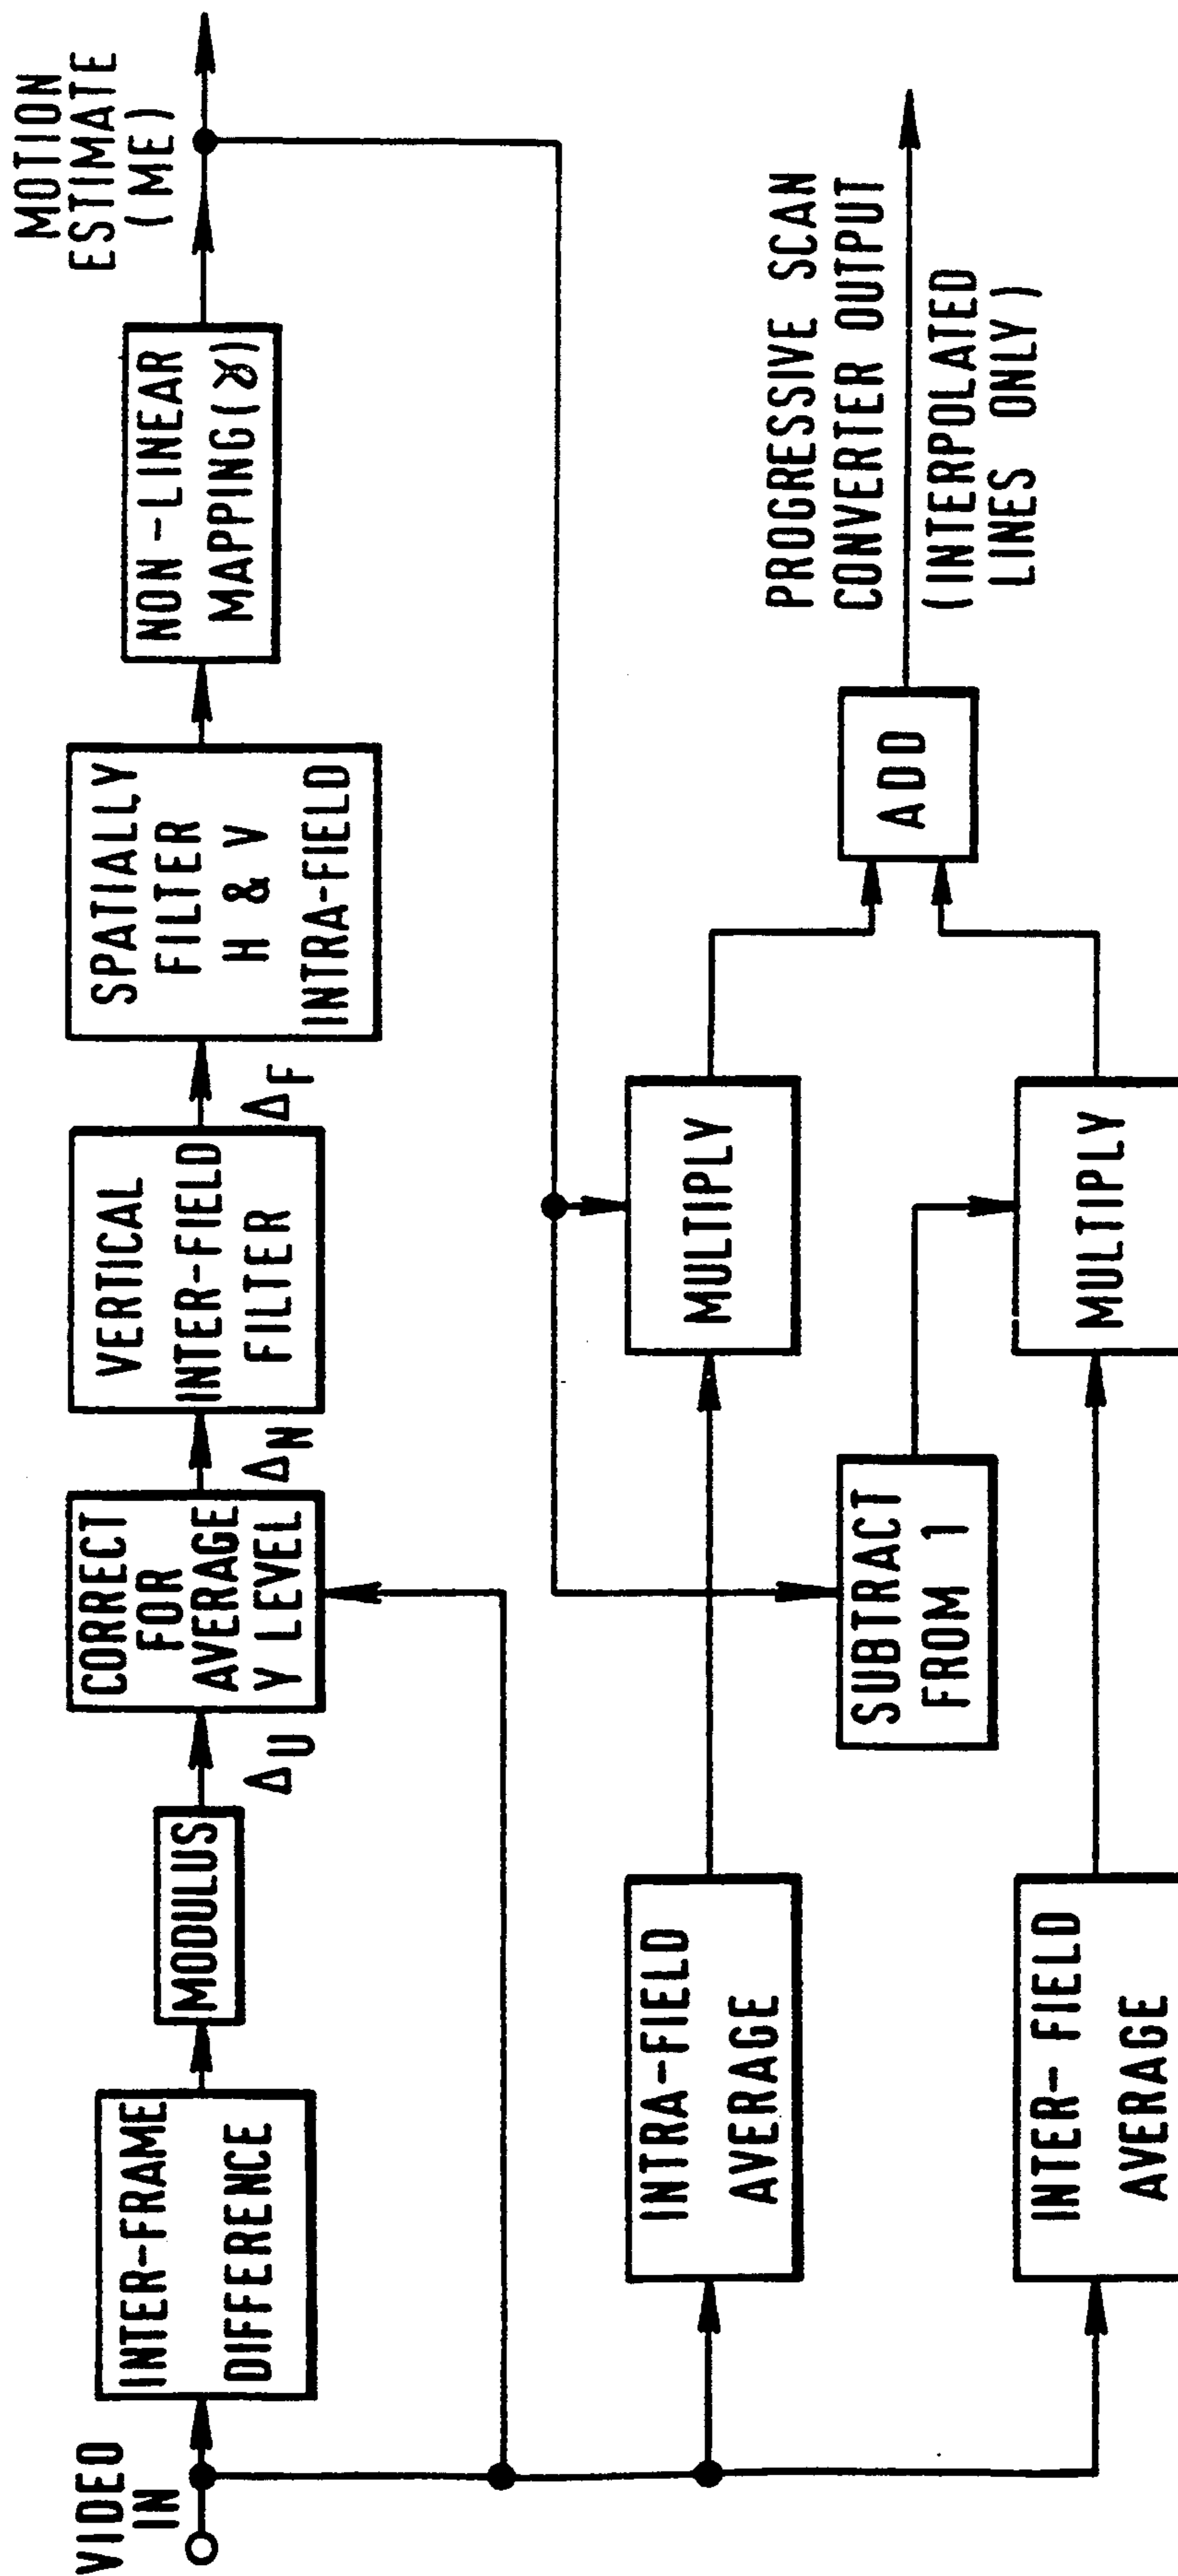 VIDEO
IN
INTER-FRAME
DIFFERENCE
MODULUS
ΔU
CORRECT
FOR
AVERAGE
Y LEVEL
ΔN
VERTICAL
INTER-FIELD
FILTER
ΔF
SPATIALLY
FILTER
H & V
INTRA-FIELD
NON-LINEAR
MAPPING(γ)
MOTION
ESTIMATE
(ME)
INTRA-FIELD
AVERAGE
MULTIPLY
SUBTRACT
FROM 1
INTER-FIELD
AVERAGE
MULTIPLY
ADD
PROGRESSIVE SCAN
CONVERTER OUTPUT
(INTERPOLATED
LINES ONLY)